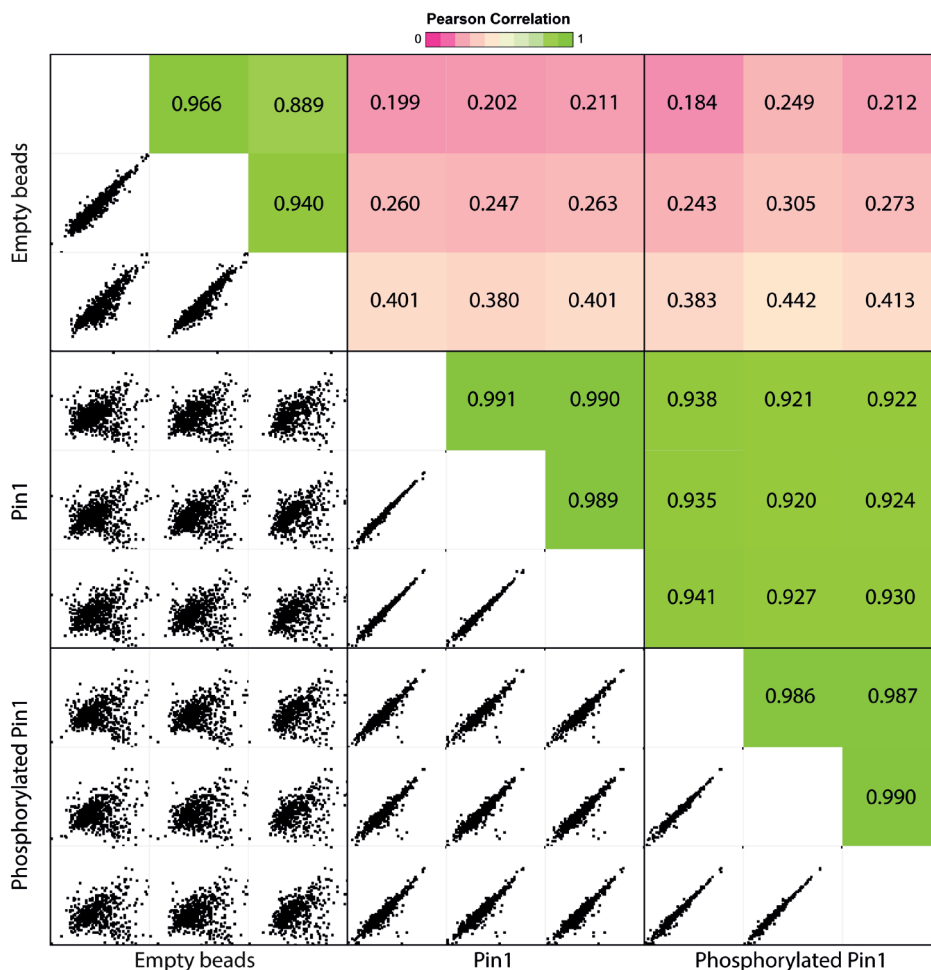 Pearson Correlation
0 1
0.966 0.889 0.199 0.202 0.211 0.184 0.249 0.212
Empty beads
0.940 0.260 0.247 0.263 0.243 0.305 0.273
0.401 0.380 0.401 0.383 0.442 0.413
0.991 0.990 0.938 0.921 0.922
Pin1
0.989 0.935 0.920 0.924
0.941 0.927 0.930
0.986 0.987
Phosphorylated Pin1
0.990
Empty beads Pin1 Phosphorylated Pin1